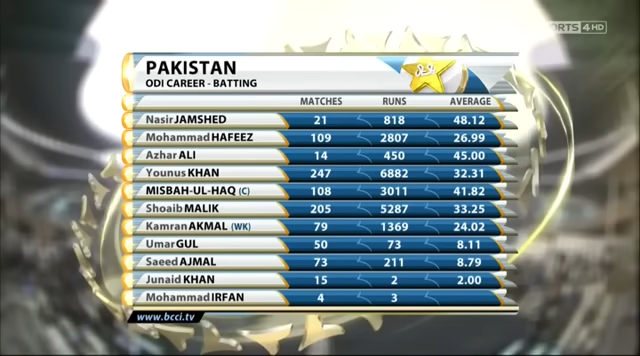 SPORTS 4 HD
PAKISTAN
ODI CAREER - BATTING
MATCHES RUNS AVERAGE
Nasir JAMSHED 21 818 48.12
Mohammad HAFEEZ 109 2807 26.99
Azhar ALI 14 450 45.00
Younus KHAN 247 6882 32.31
MISBAH-UL-HAQ (C) 108 3011 41.82
Shoaib MALIK 205 5287 33.25
Kamran AKMAL (WK) 79 1369 24.02
Umar GUL 50 73 8.11
Saeed AJMAL 73 211 8.79
Junaid KHAN 15 2 2.00
Mohammad IRFAN 4 3
www.bcci.tv